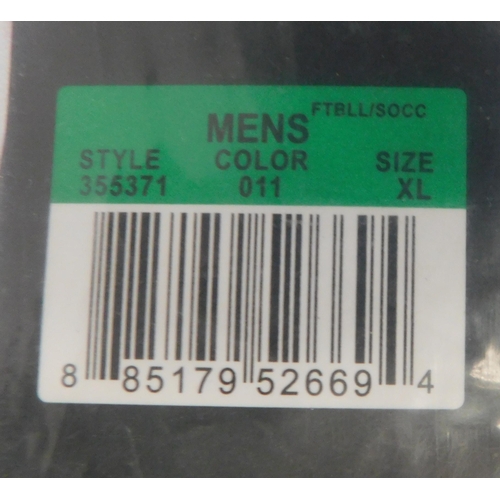 MENS FTBLL/SOCC
STYLE COLOR SIZE
355371 011 XL
8 85179 52669 4